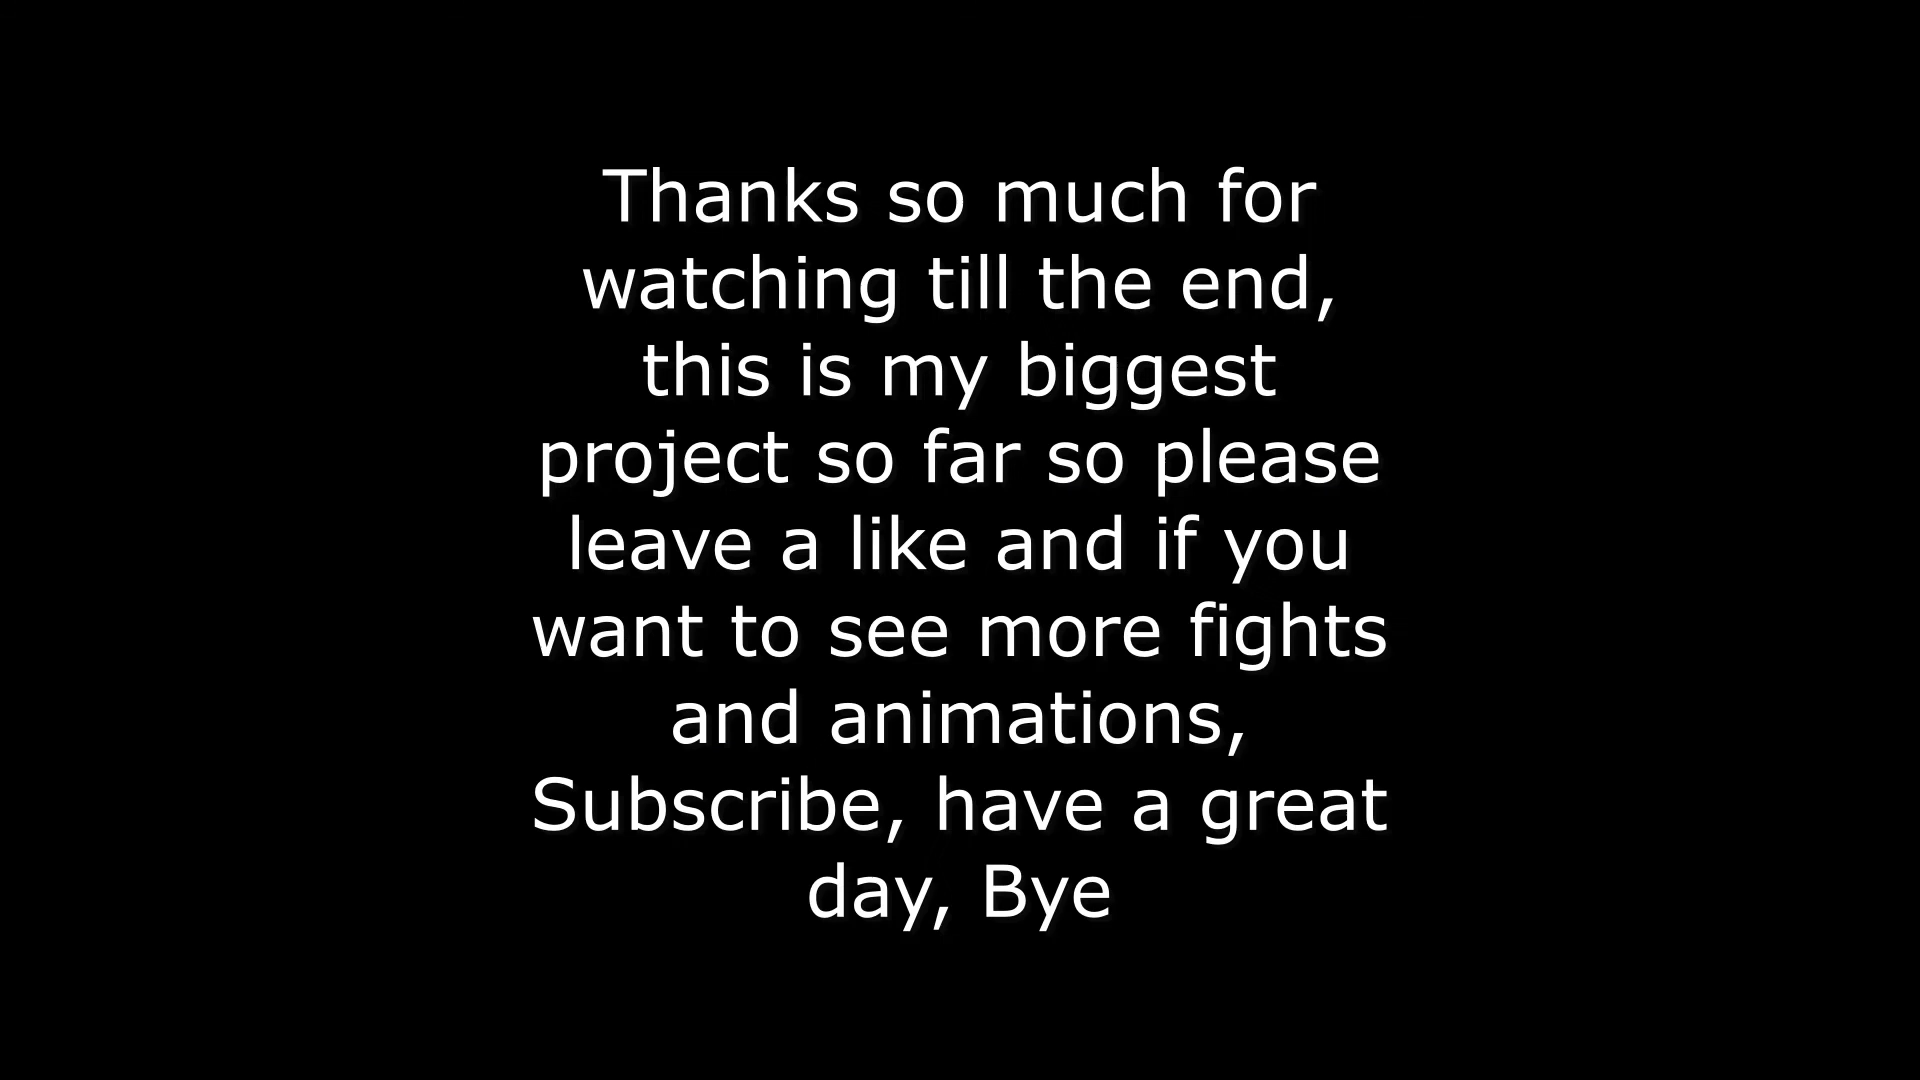 Thanks so much for
watching till the end,
this is my biggest
project so far so please
leave a like and if you
want to see more fights
and animations,
Subscribe, have a great
day, Bye